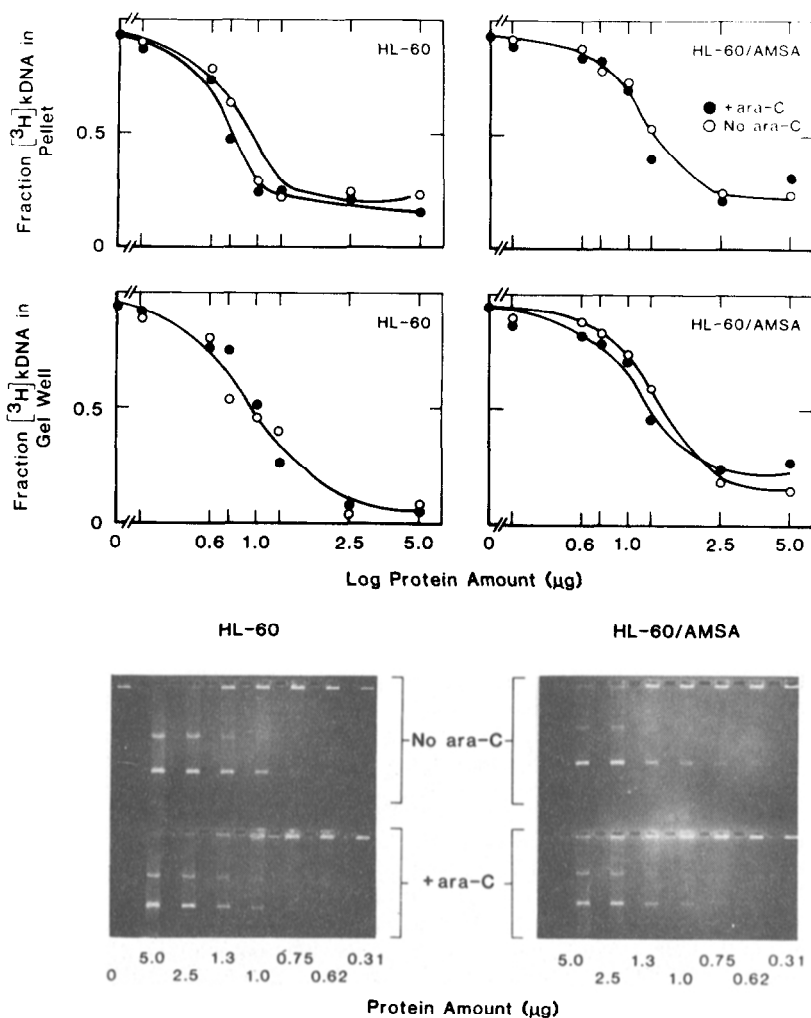 HL-60
HL-60/AMSA
Fraction [³H]kDNA in Pellet
0.5
0
● +ara-C
○ No ara-C
HL-60
HL-60/AMSA
Fraction [³H]kDNA in Gel Well
0.5
0
0 0.6 1.0 2.5 5.0
0 0.6 1.0 2.5 5.0
Log Protein Amount (μg)
HL-60
HL-60/AMSA
No ara-C
+ara-C
5.0 1.3 0.75 0.31
0 2.5 1.0 0.62
5.0 1.3 0.75 0.31
2.5 1.0 0.62
Protein Amount (μg)